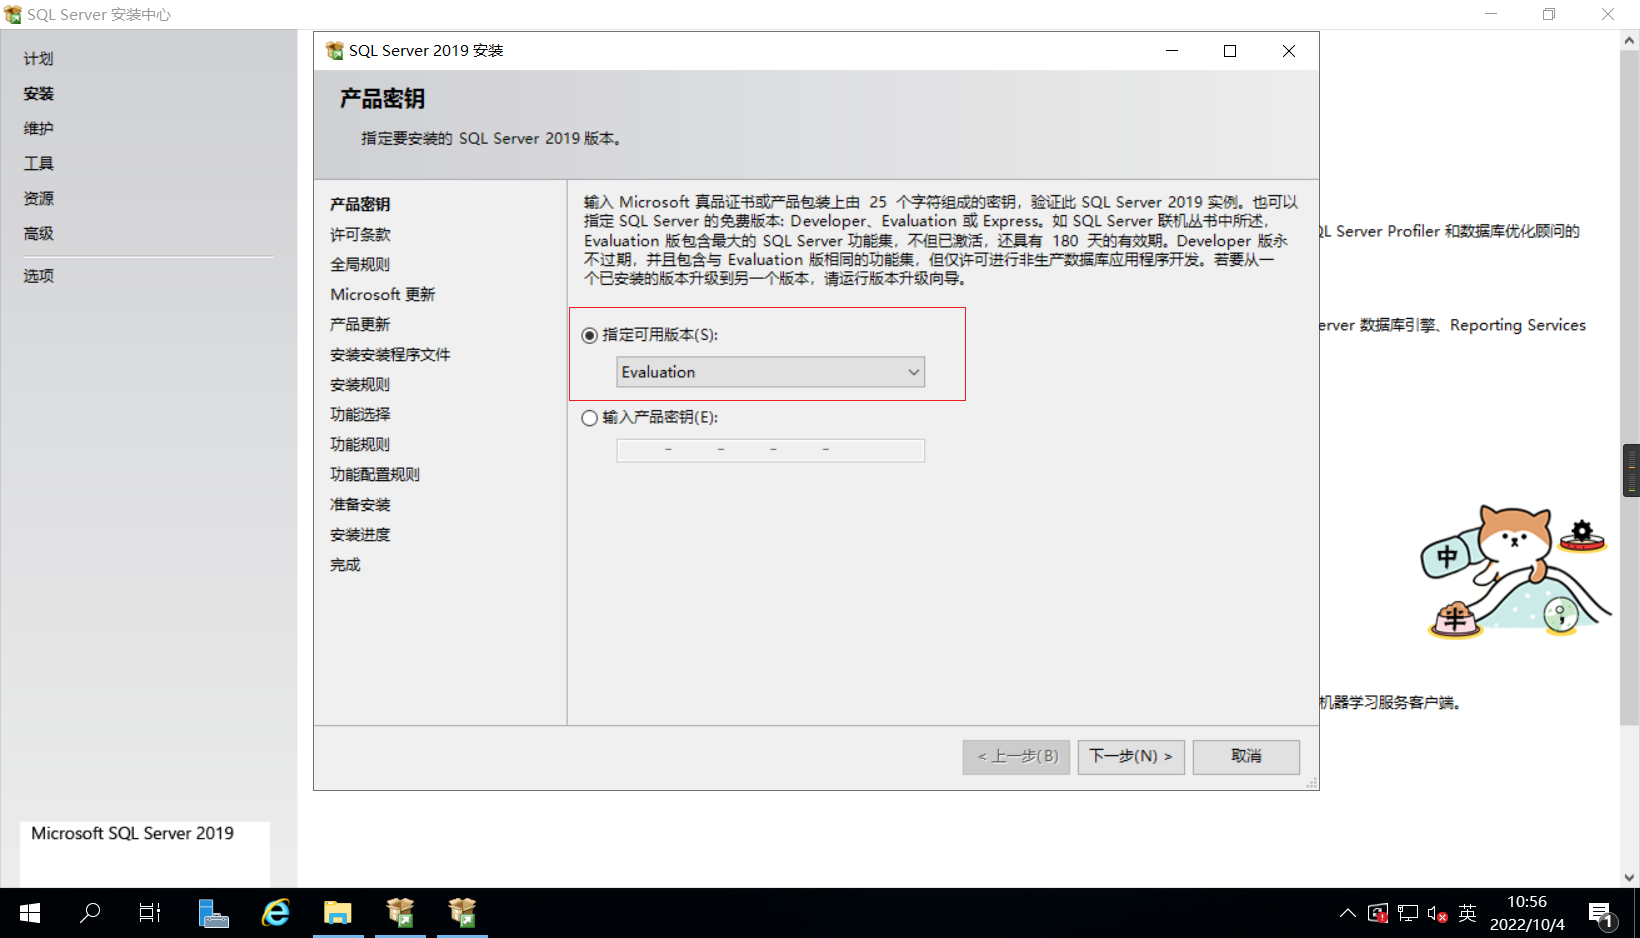 SQL Server 安装中心
计划
安装
维护
工具
资源
高级
选项
Microsoft SQL Server 2019
SQL Server 2019 安装
产品密钥
指定要安装的 SQL Server 2019 版本。
产品密钥
许可条款
全局规则
Microsoft 更新
产品更新
安装安装程序文件
安装规则
功能选择
功能规则
功能配置规则
准备安装
安装进度
完成
输入 Microsoft 真品证书或产品包装上由 25 个字符组成的密钥，验证此 SQL Server 2019 实例。也可以
指定 SQL Server 的免费版本: Developer、Evaluation 或 Express。如 SQL Server 联机丛书中所述，
Evaluation 版包含最大的 SQL Server 功能集，不但已激活，还具有 180 天的有效期。Developer 版永
不过期，并且包含与 Evaluation 版相同的功能集，但仅许可进行非生产数据库应用程序开发。若要从一
个已安装的版本升级到另一个版本，请运行版本升级向导。
指定可用版本(S):
Evaluation
输入产品密钥(E):
- - - -
< 上一步(B)
下一步(N) >
取消
QL Server Profiler 和数据库优化顾问的
erver 数据库引擎、Reporting Services
中
半
机器学习服务客户端。
英
10:56
2022/10/4
1